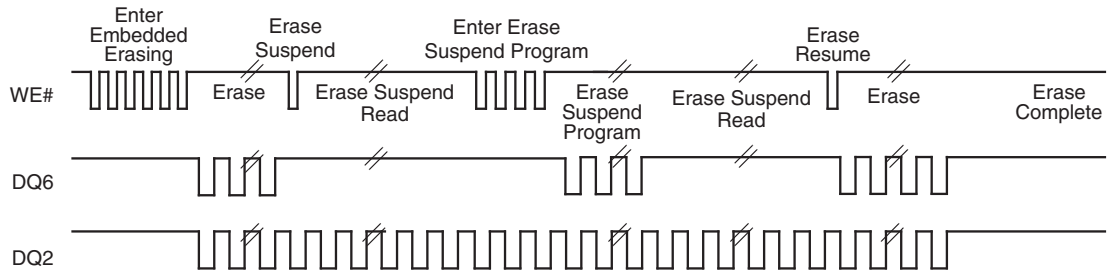 Enter
Embedded
Erasing
Erase
Suspend
Enter Erase
Suspend Program
Erase
Resume
WE#
Erase
Erase Suspend
Read
Erase
Suspend
Program
Erase Suspend
Read
Erase
Erase
Complete
DQ6
DQ2